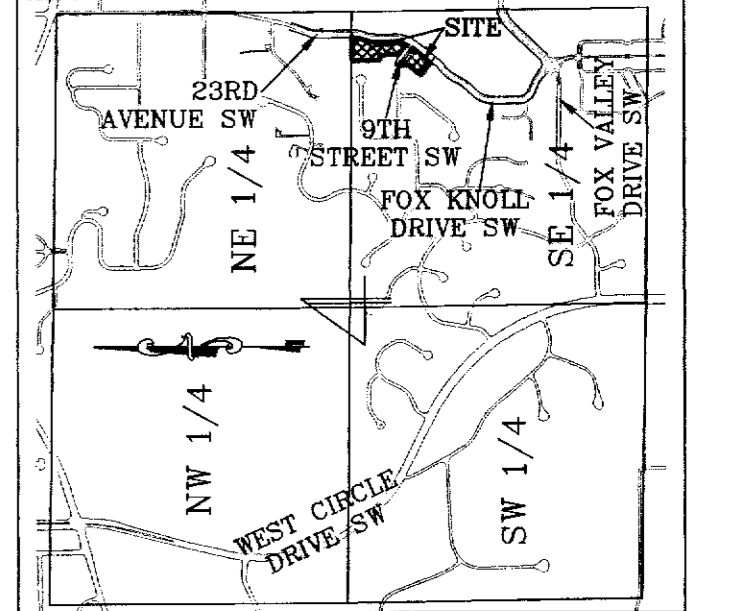 SITE
23RD
AVENUE SW
9TH
STREET SW
FOX KNOLL
DRIVE SW
FOX VALLEY
DRIVE SW
NE 1/4
SE 1/4
NW 1/4
SW 1/4
WEST CIRCLE
DRIVE SW